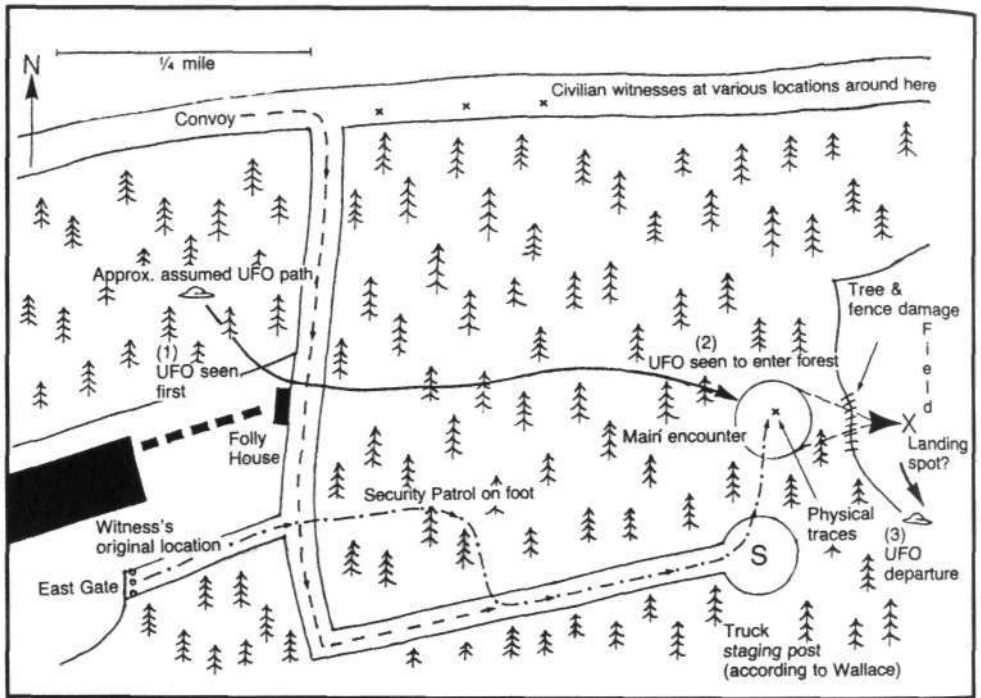 N
¼ mile
Civilian witnesses at various locations around here
Convoy
Approx. assumed UFO path
Tree &
fence damage
Field
(1)
UFO seen
first
(2)
UFO seen to enter forest
Folly
House
Main encounter
Landing
spot?
Security Patrol on foot
Witness's
original location
Physical
traces
(3)
UFO
departure
East Gate
S
Truck
staging post
(according to Wallace)